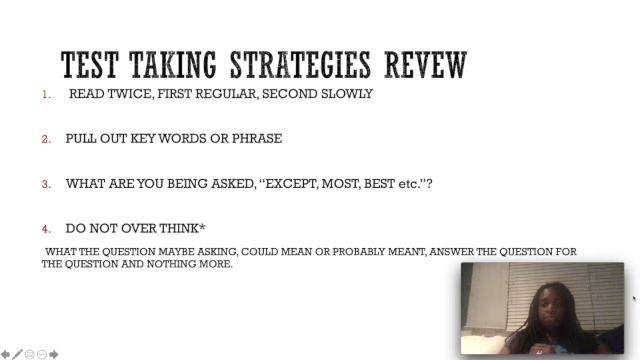 TEST TAKING STRATEGIES REVEW
1. READ TWICE, FIRST REGULAR, SECOND SLOWLY
2. PULL OUT KEY WORDS OR PHRASE
3. WHAT ARE YOU BEING ASKED, “EXCEPT, MOST, BEST etc.”?
4. DO NOT OVER THINK*
WHAT THE QUESTION MAYBE ASKING, COULD MEAN OR PROBABLY MEANT, ANSWER THE QUESTION FOR
THE QUESTION AND NOTHING MORE.